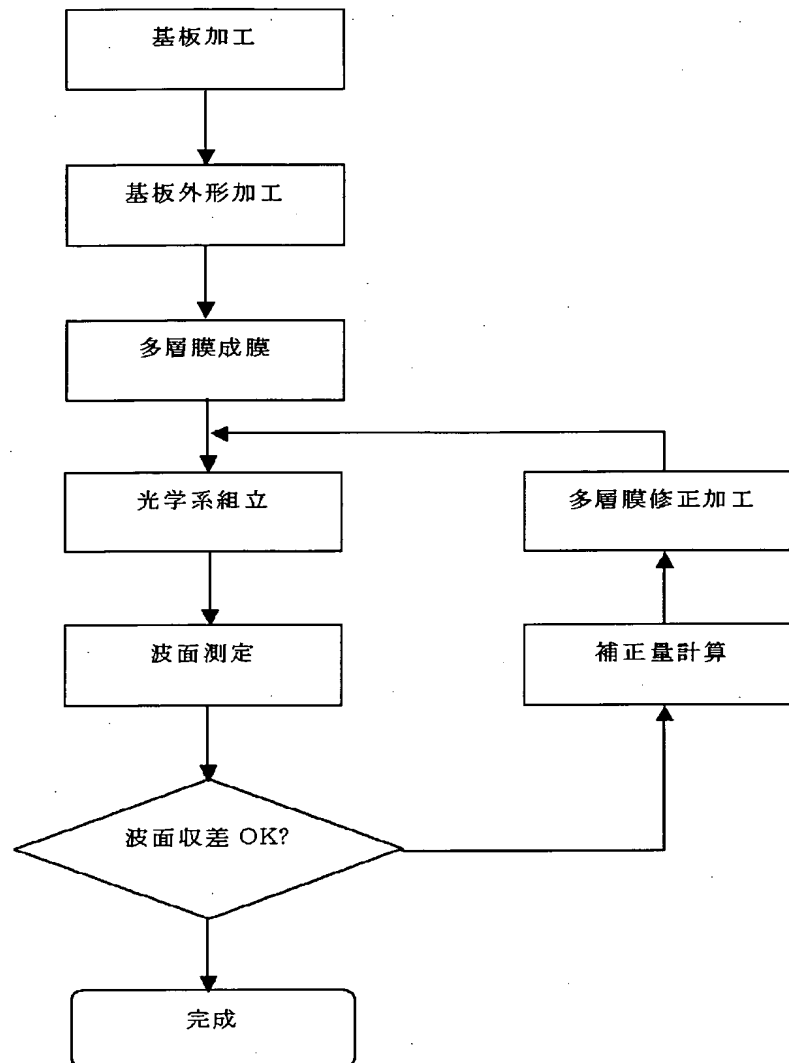 基板加工
基板外形加工
多層膜成膜
光学系組立
多層膜修正加工
波面測定
補正量計算
波面収差 OK?
完成